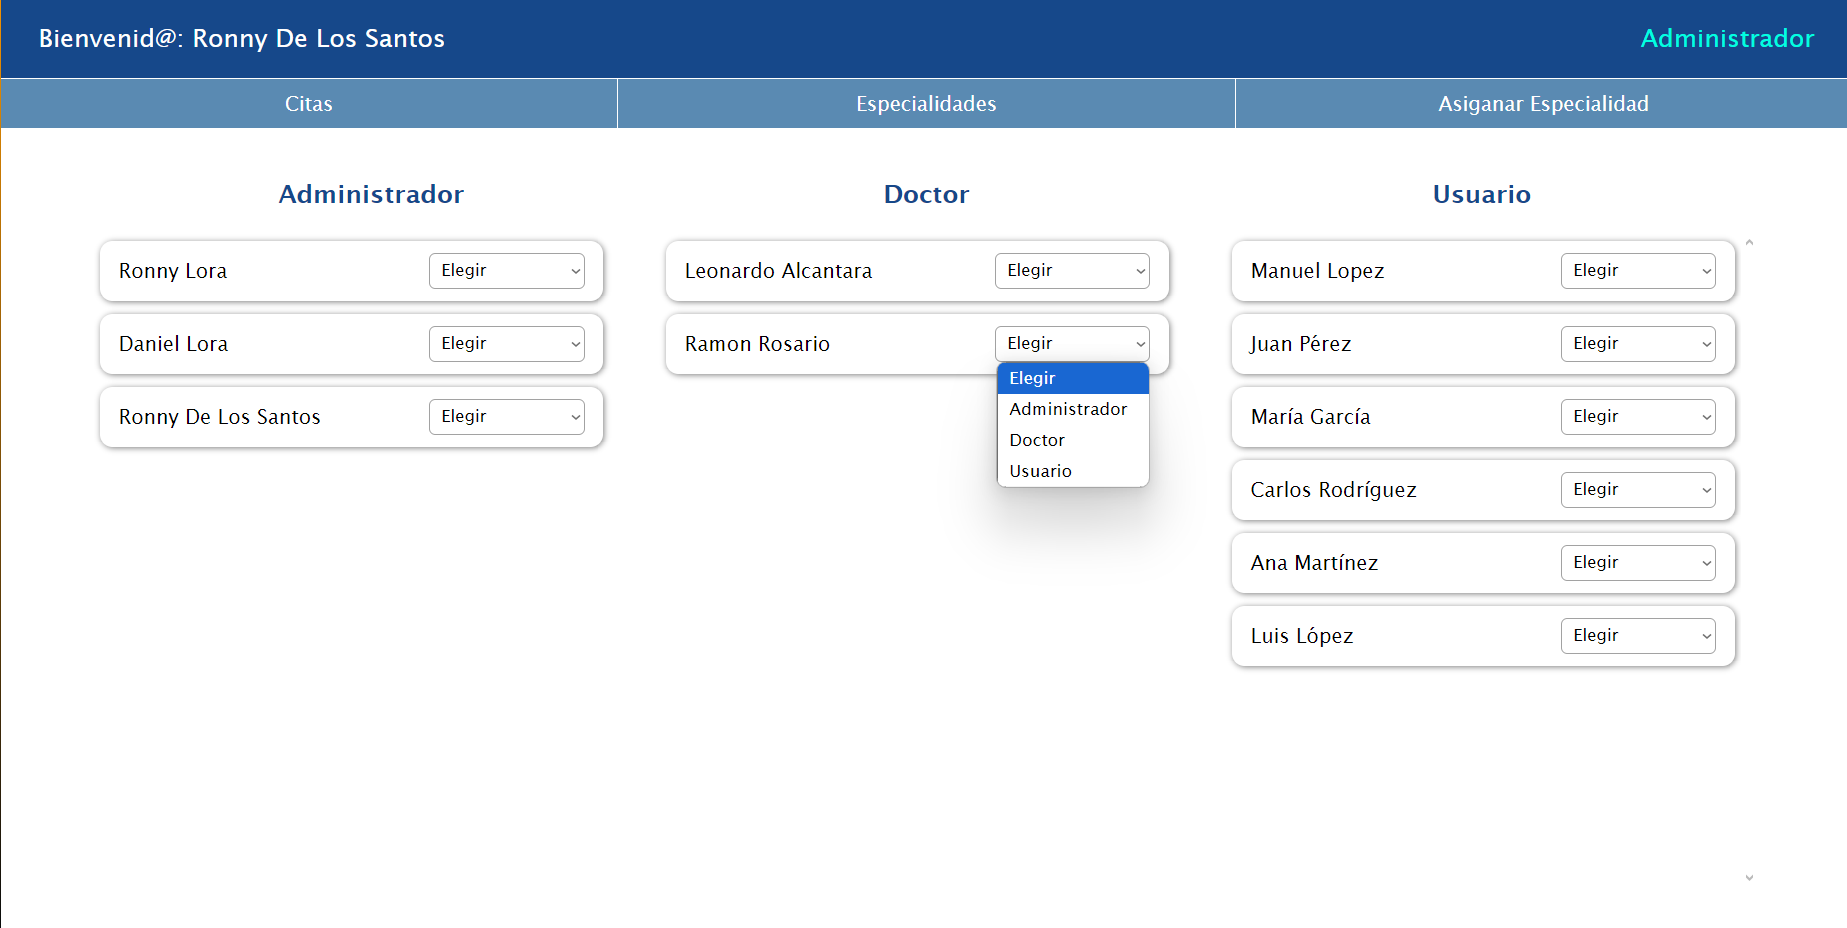 Bienvenid@: Ronny De Los Santos
Administrador
Citas
Especialidades
Asiganar Especialidad
Administrador
Ronny Lora
Elegir
Daniel Lora
Elegir
Ronny De Los Santos
Elegir
Doctor
Leonardo Alcantara
Elegir
Ramon Rosario
Elegir
Elegir
Administrador
Doctor
Usuario
Usuario
Manuel Lopez
Elegir
Juan Pérez
Elegir
María García
Elegir
Carlos Rodríguez
Elegir
Ana Martínez
Elegir
Luis López
Elegir